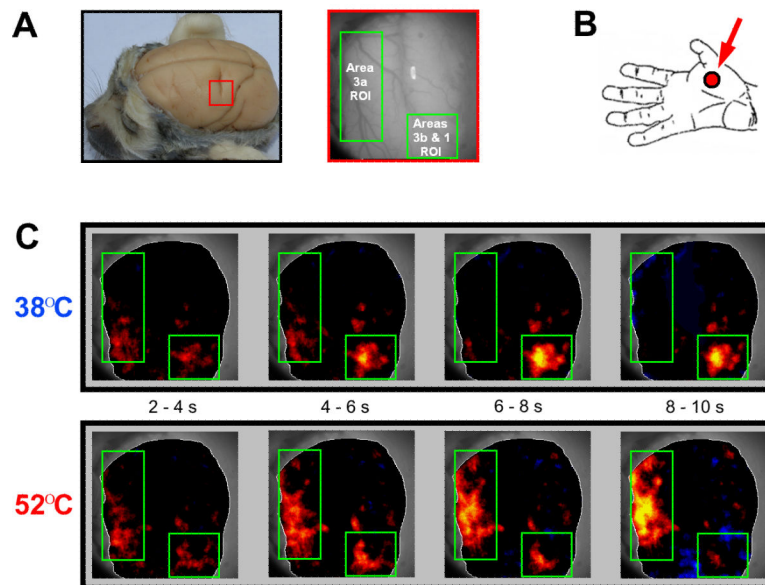 A
Area
3a
ROI
Areas
3b & 1
ROI
B
C
38°C
2 - 4 s
4 - 6 s
6 - 8 s
8 - 10 s
52°C